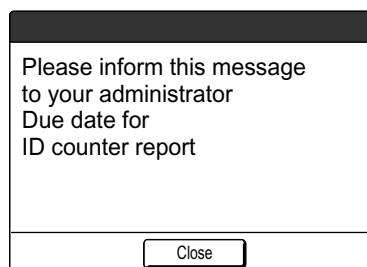 Please inform this message
to your administrator
Due date for
ID counter report
Close